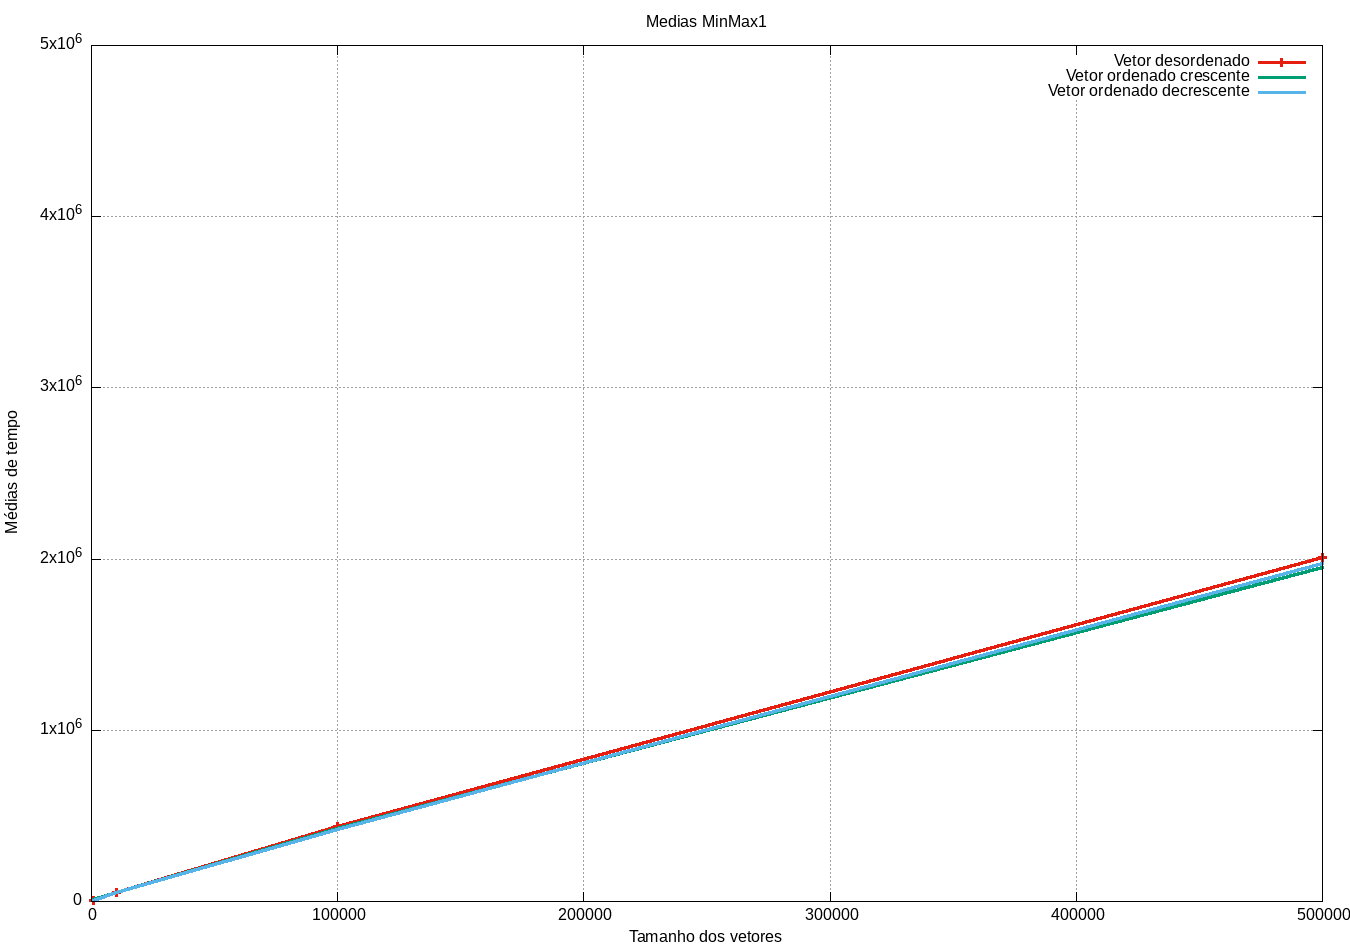 Medias MinMax1
5x10^6
4x10^6
3x10^6
2x10^6
1x10^6
0
Médias de tempo
Vetor desordenado
Vetor ordenado crescente
Vetor ordenado decrescente
0 100000 200000 300000 400000 500000
Tamanho dos vetores